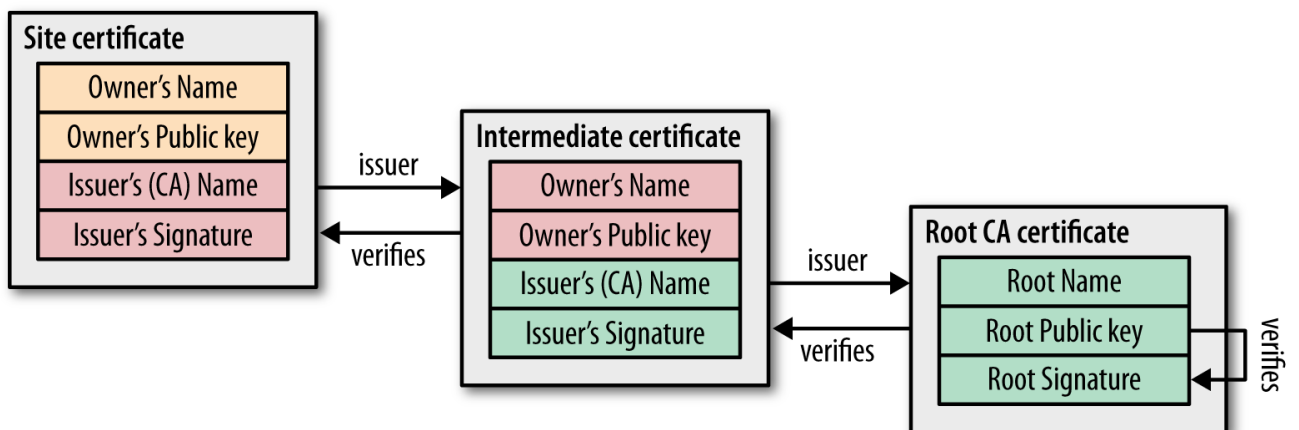 Site certificate
Owner’s Name
Owner’s Public key
Issuer’s (CA) Name
Issuer’s Signature
issuer
verifies
Intermediate certificate
Owner’s Name
Owner’s Public key
Issuer’s (CA) Name
Issuer’s Signature
issuer
verifies
Root CA certificate
Root Name
Root Public key
Root Signature
verifies